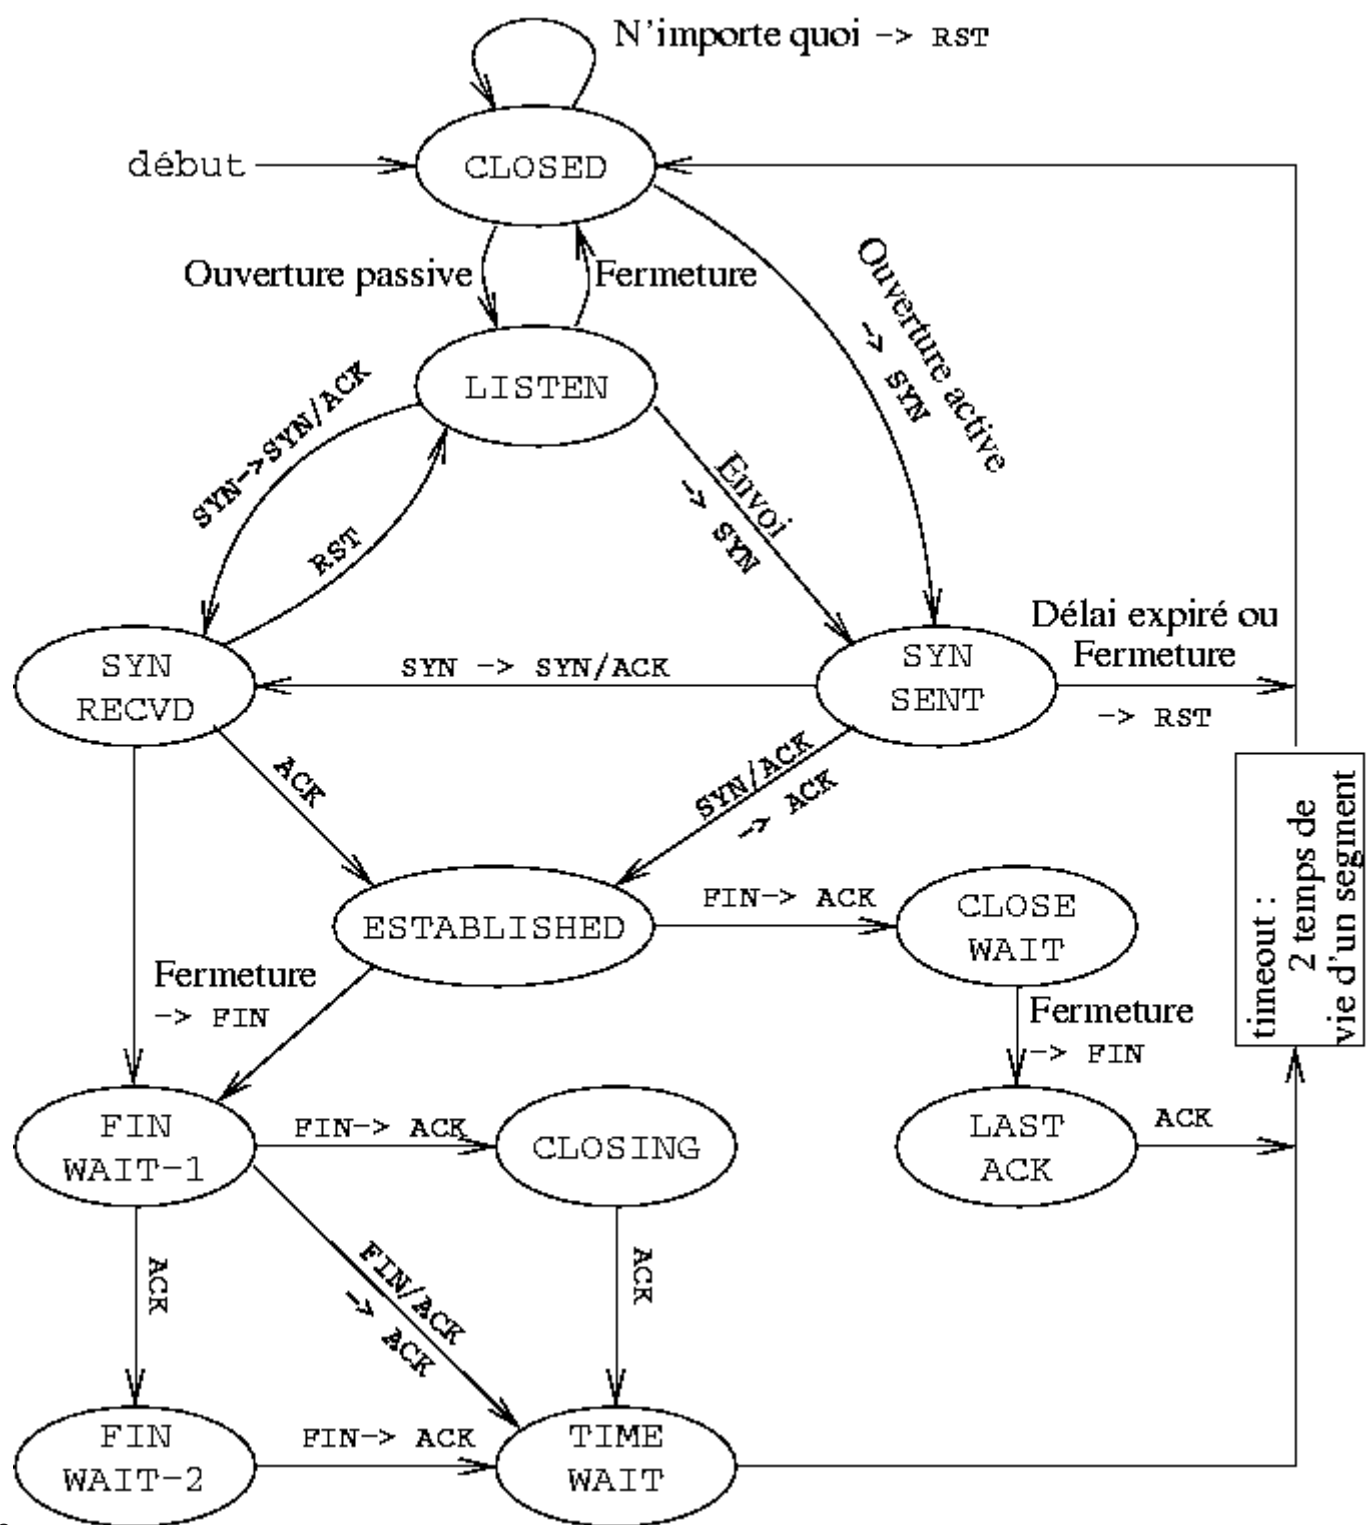 N'importe quoi -> RST
début
CLOSED
Ouverture passive
Fermeture
Ouverture active
-> SYN
LISTEN
SYN->SYN/ACK
RST
Envoi
-> SYN
Délai expiré ou
Fermeture
-> RST
SYN
RECVD
SYN -> SYN/ACK
SYN
SENT
ACK
SYN/ACK
-> ACK
timeout :
2 temps de
vie d'un segment
ESTABLISHED
FIN-> ACK
CLOSE
WAIT
Fermeture
-> FIN
Fermeture
-> FIN
FIN
WAIT-1
FIN-> ACK
CLOSING
LAST
ACK
ACK
ACK
FIN/ACK
-> ACK
ACK
FIN
WAIT-2
FIN-> ACK
TIME
WAIT